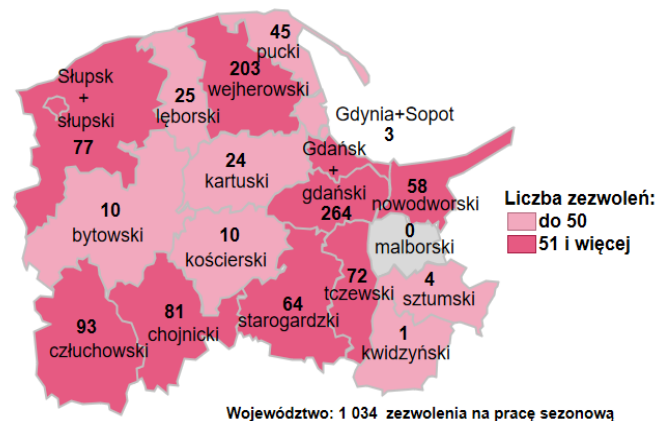 45
pucki
203
wejherowski
Słupsk
+
słupski
77
25
lęborski
Gdynia+Sopot
3
24
kartuski
Gdańsk
+
gdański
264
58
nowodworski
Liczba zezwoleń:
do 50
51 i więcej
10
bytowski
10
kościerski
0
malborski
72
tczewski
4
sztumski
64
starogardzki
81
chojnicki
93
człuchowski
1
kwidzyński
Województwo: 1 034 zezwolenia na pracę sezonową